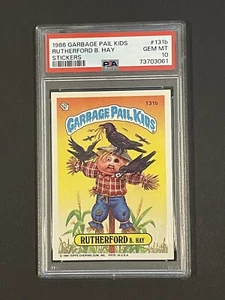 1986 GARBAGE PAIL KIDS #131b
RUTHERFORD B. HAY GEM MT
STICKERS 10
PSA 73703061
131b
GARBAGE PAIL KIDS
RUTHERFORD B. HAY